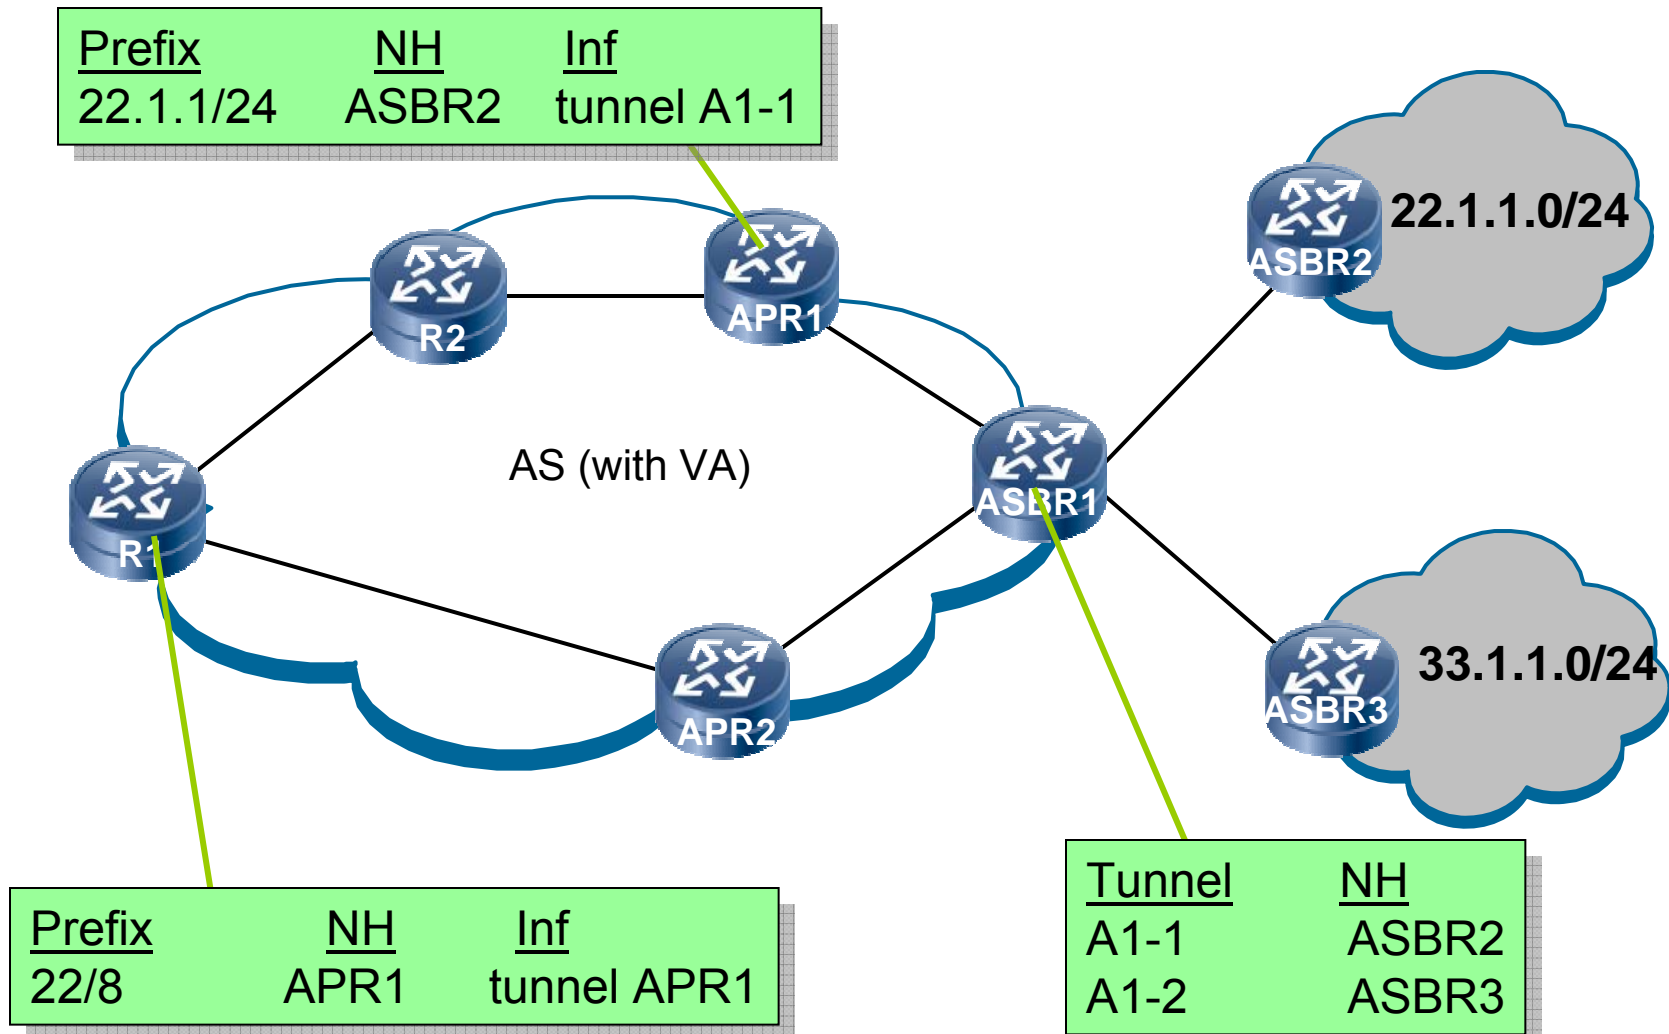 Prefix NH Inf
22.1.1/24 ASBR2 tunnel A1-1
22.1.1.0/24
ASBR2
APR1
R2
AS (with VA)
ASBR1
R1
33.1.1.0/24
ASBR3
APR2
Tunnel NH
A1-1 ASBR2
A1-2 ASBR3
Prefix NH Inf
22/8 APR1 tunnel APR1